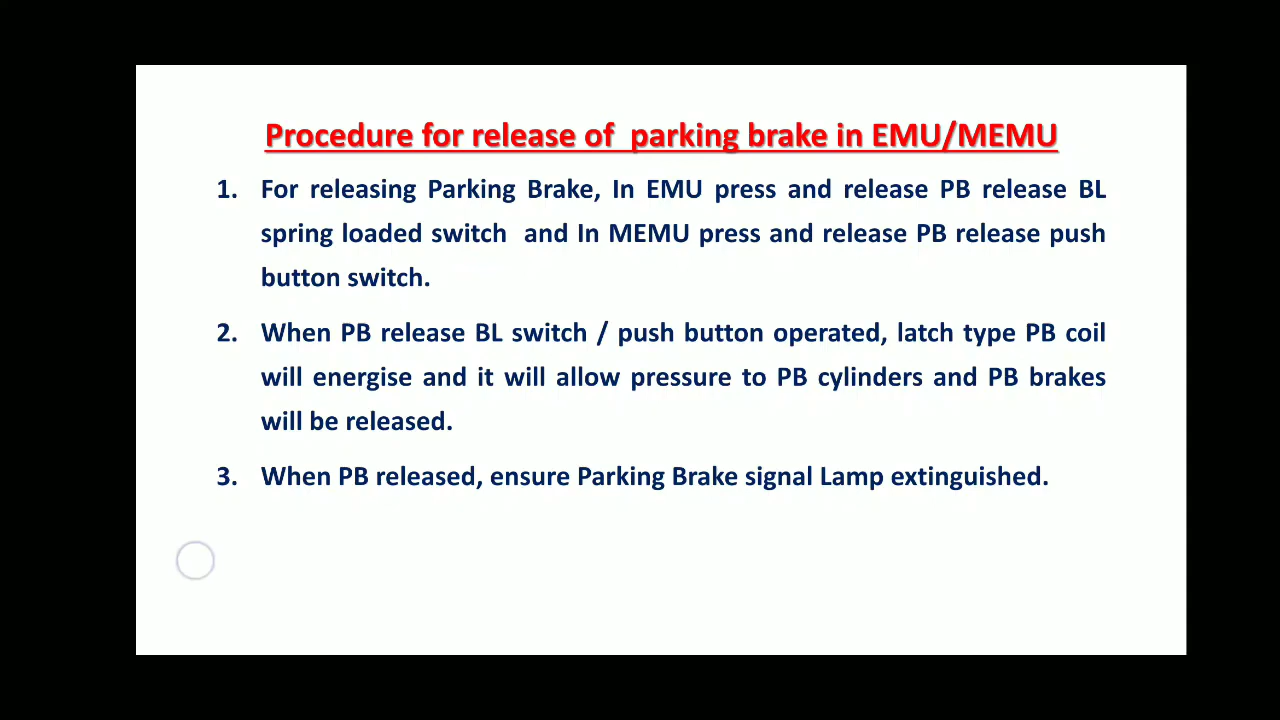 Procedure for release of parking brake in EMU/MEMU
1. For releasing Parking Brake, In EMU press and release PB release BL
spring loaded switch and In MEMU press and release PB release push
button switch.
2. When PB release BL switch / push button operated, latch type PB coil
will energise and it will allow pressure to PB cylinders and PB brakes
will be released.
3. When PB released, ensure Parking Brake signal Lamp extinguished.